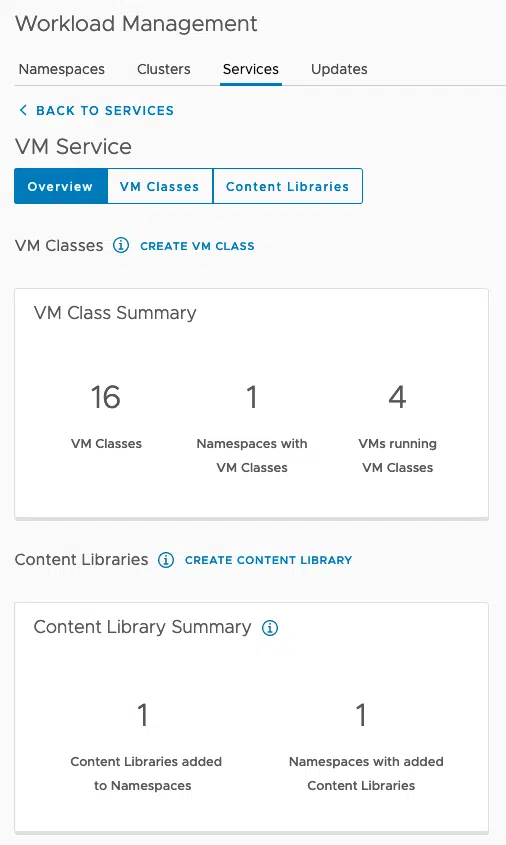 Workload Management
Namespaces Clusters Services Updates
BACK TO SERVICES
VM Service
Overview VM Classes Content Libraries
VM Classes CREATE VM CLASS
VM Class Summary
16 1 4
VM Classes Namespaces with VMs running
VM Classes VM Classes
Content Libraries CREATE CONTENT LIBRARY
Content Library Summary
1 1
Content Libraries added Namespaces with added
to Namespaces Content Libraries